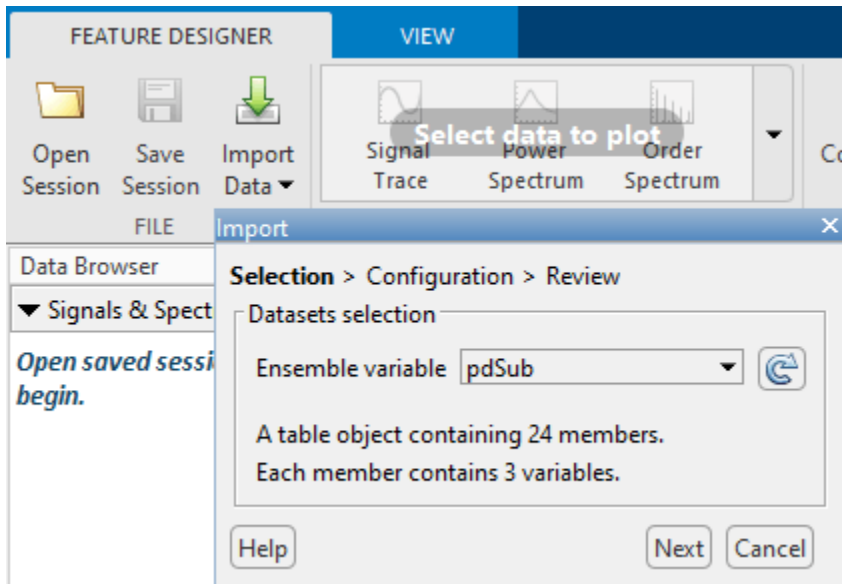 FEATURE DESIGNER
VIEW
Open Session
Save Session
Import Data
Signal Trace
Power Spectrum
Order Spectrum
Select data to plot
FILE
Import
Data Browser
Signals & Spect
Open saved sessi
begin.
Selection > Configuration > Review
Datasets selection
Ensemble variable pdSub
A table object containing 24 members.
Each member contains 3 variables.
Help
Next
Cancel